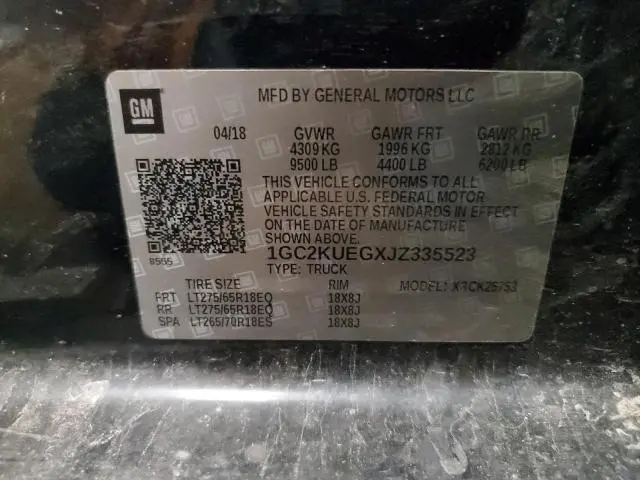 GM
MFD BY GENERAL MOTORS LLC
04/18 GVWR GAWR FRT GAWR RR
4309 KG 1996 KG 2812 KG
9500 LB 4400 LB 6200 LB
THIS VEHICLE CONFORMS TO ALL
APPLICABLE U.S. FEDERAL MOTOR
VEHICLE SAFETY STANDARDS IN EFFECT
ON THE DATE OF MANUFACTURE
SHOWN ABOVE.
8565
1GC2KUEGXJZ335523
TYPE: TRUCK
TIRE SIZE RIM MODEL:
FRT LT275/65R18EQ 18X8J
RR LT275/65R18EQ 18X8J
SPA LT265/70R18ES 18X8J